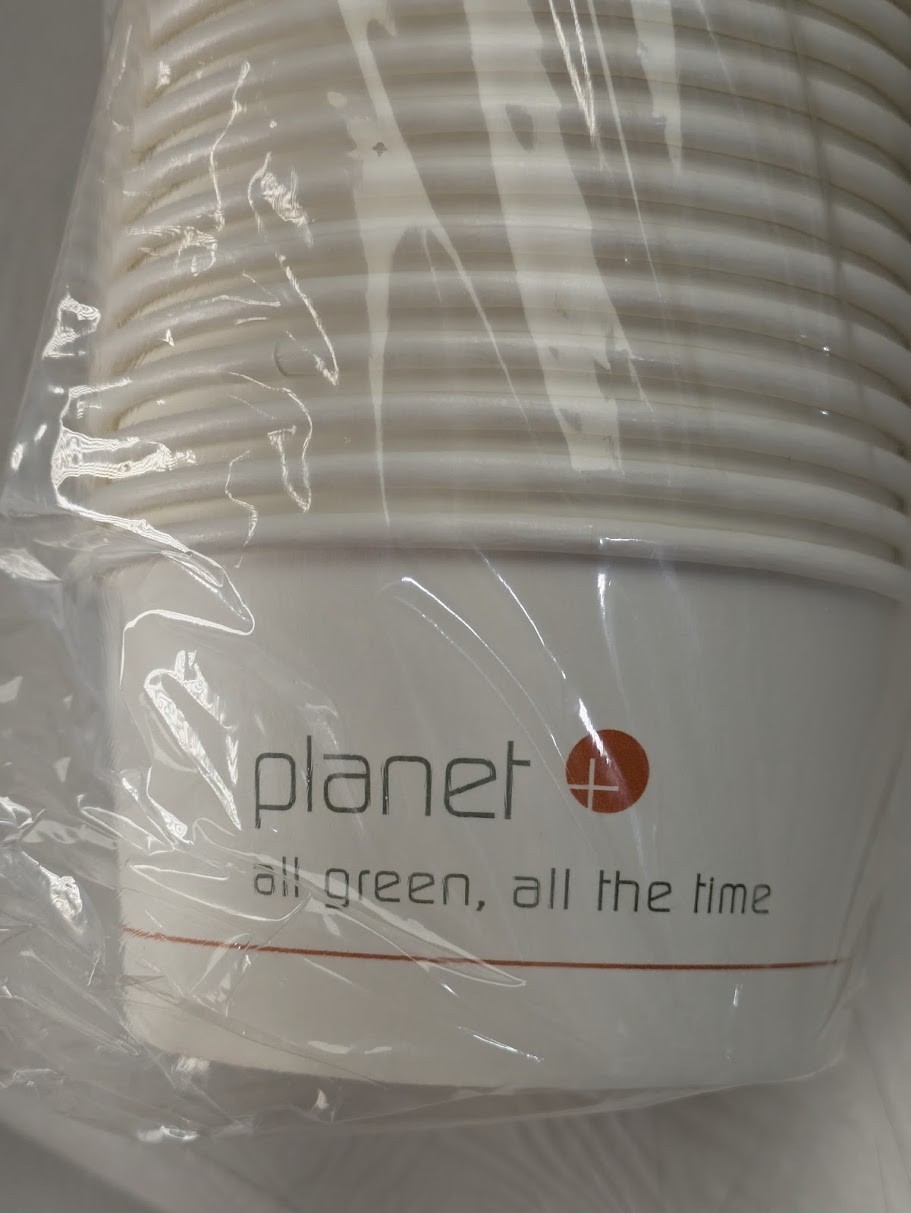 planet +
all green, all the time